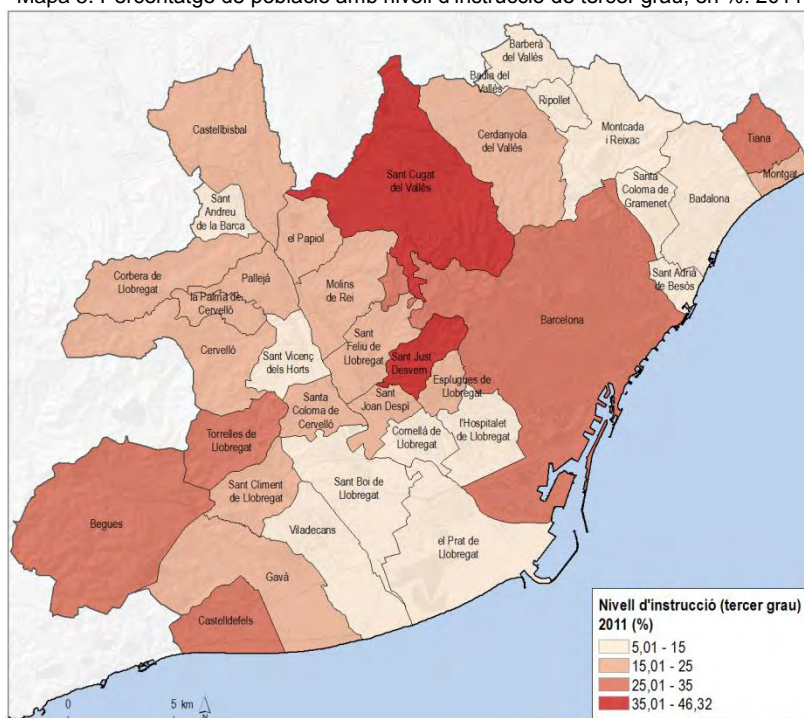 Mapa 3. Percentatge de població amb nivell d'instrucció de tercer grau, en %. 2011
Barberà
del Vallès
Badia del
Vallès
Ripollet
Castellbisbal
Cerdanyola
del Vallès
Montcada
i Reixac
Tiana
Sant Cugat
del Vallès
Montgat
Santa
Coloma de
Gramenet
Badalona
Sant
Andreu
de la Barca
el Papiol
Corbera de
Llobregat
Pallejà
Molins
de Rei
Sant Adrià
de Besòs
la Palma de
Cervelló
Barcelona
Cervelló
Sant Vicenç
dels Horts
Sant
Feliu de
Llobregat
Sant Just
Desvern
Esplugues de
Llobregat
Santa
Coloma de
Cervelló
Sant
Joan Despí
Cornellà de
Llobregat
l'Hospitalet
de Llobregat
Torrelles de
Llobregat
Sant Climent
de Llobregat
Sant Boi de
Llobregat
Begues
Viladecans
el Prat de
Llobregat
Gavà
Castelldefels
Nivell d'instrucció (tercer grau)
2011 (%)
5,01 - 15
15,01 - 25
25,01 - 35
35,01 - 46,32
0 5 km
N